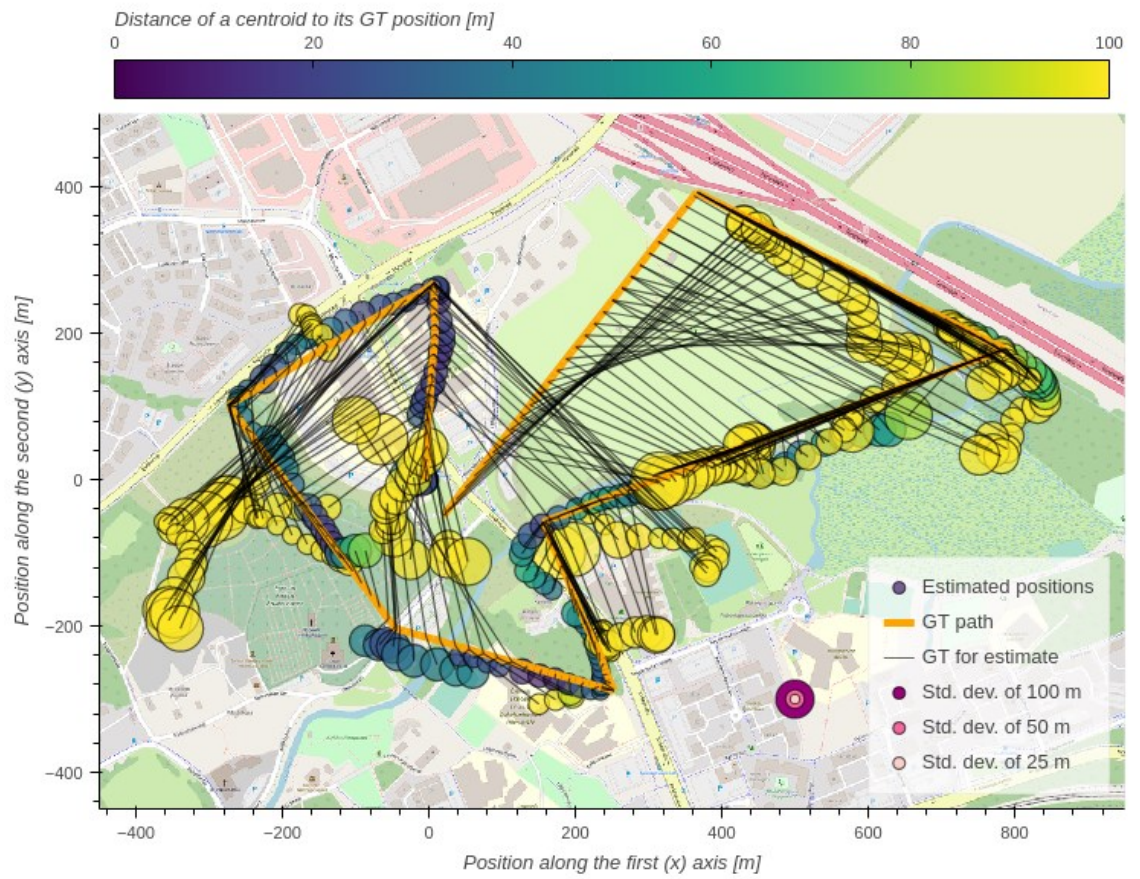 Distance of a centroid to its GT position [m]
0 20 40 60 80 100
Position along the second (y) axis [m]
400
200
0
−200
−400
Estimated positions
GT path
GT for estimate
Std. dev. of 100 m
Std. dev. of 50 m
Std. dev. of 25 m
−400 −200 0 200 400 600 800
Position along the first (x) axis [m]